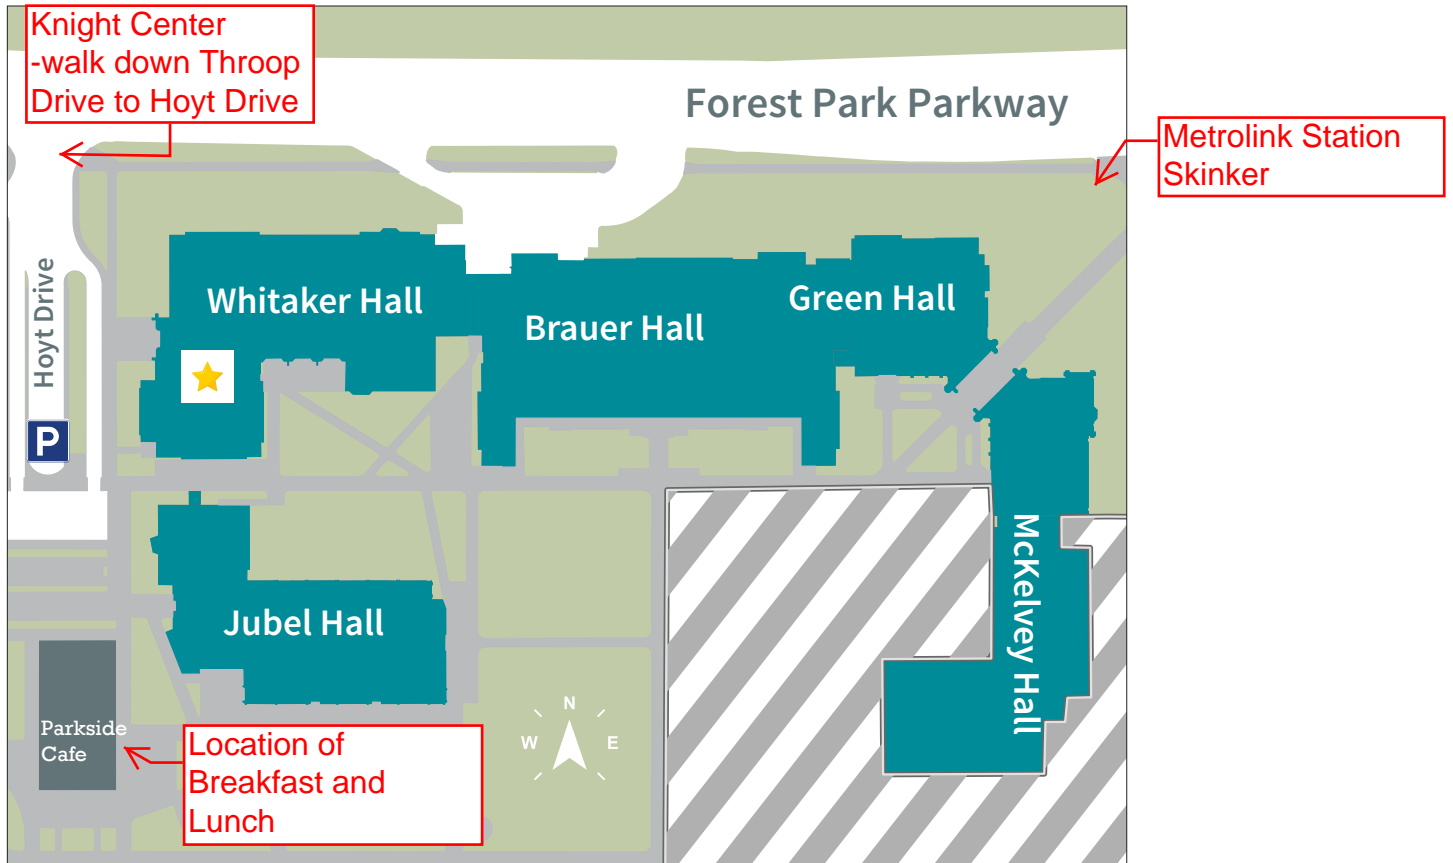 Knight Center
-walk down Throop
Drive to Hoyt Drive
Forest Park Parkway
Metrolink Station
Skinker
Hoyt Drive
Whitaker Hall
Brauer Hall
Green Hall
P
McKelvey Hall
Jubel Hall
Parkside
Cafe
Location of
Breakfast and
Lunch
N
W E